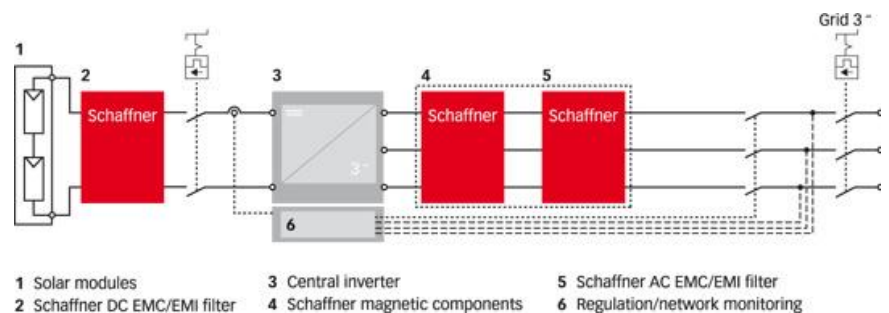 Grid 3 ~
1
2
3
4
5
Schaffner
Schaffner
Schaffner
3 ~
6
1 Solar modules
3 Central inverter
5 Schaffner AC EMC/EMI filter
2 Schaffner DC EMC/EMI filter
4 Schaffner magnetic components
6 Regulation/network monitoring